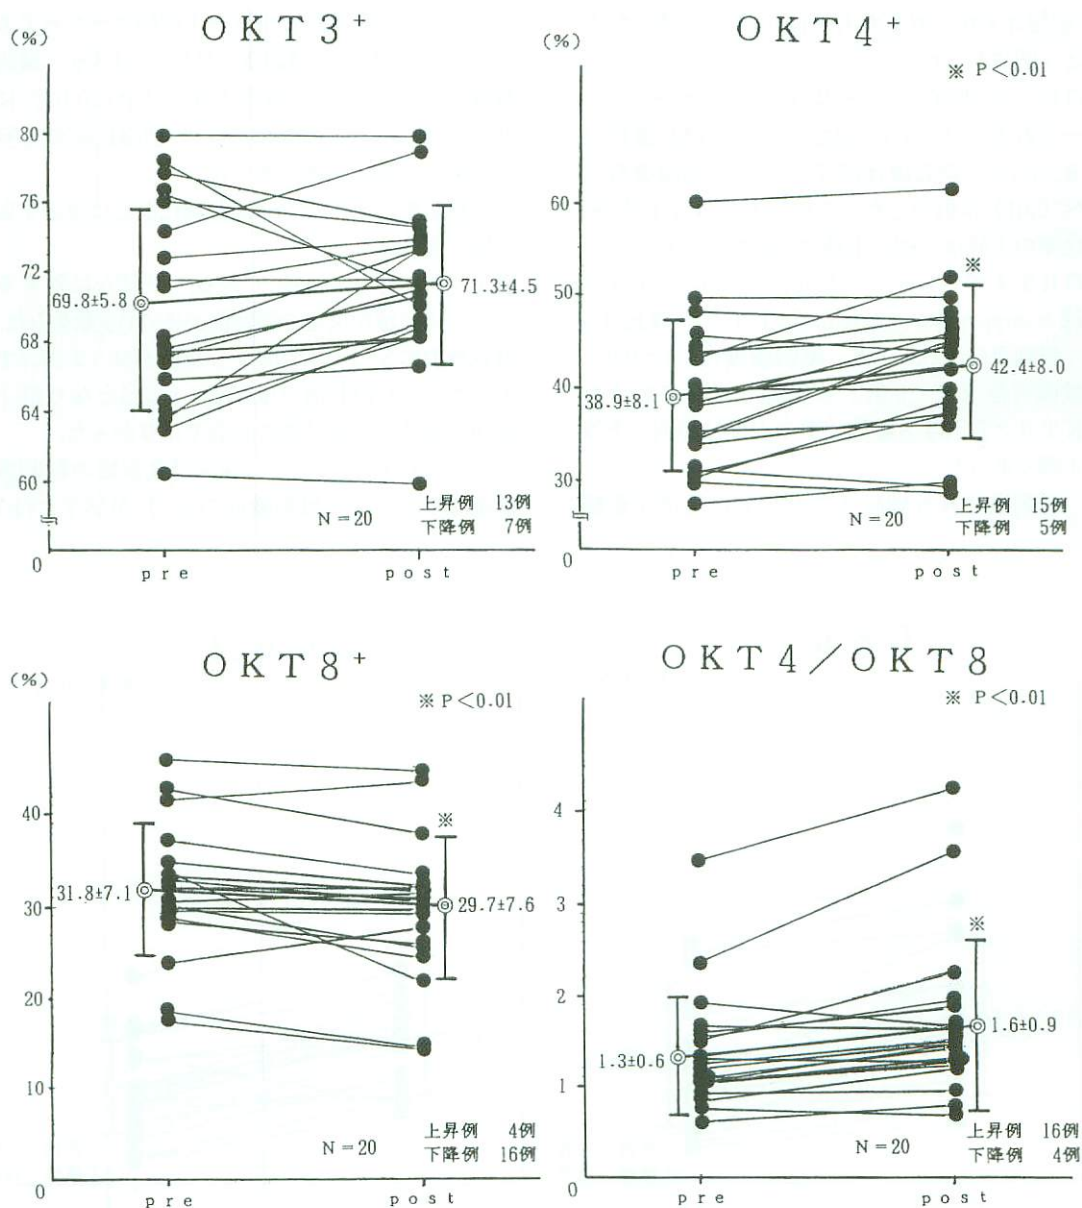 OKT3⁺
(%)
80
76
72
68
64
60
0
69.8±5.8
71.3±4.5
N=20
上昇例 13例
下降例 7例
pre
post
OKT4⁺
(%)
※ P<0.01
60
50
40
30
0
※
38.9±8.1
42.4±8.0
N=20
上昇例 15例
下降例 5例
pre
post
OKT8⁺
(%)
※ P<0.01
40
30
20
10
0
※
31.8±7.1
29.7±7.6
N=20
上昇例 4例
下降例 16例
pre
post
OKT4/OKT8
※ P<0.01
4
3
2
1
0
※
1.3±0.6
1.6±0.9
N=20
上昇例 16例
下降例 4例
pre
post